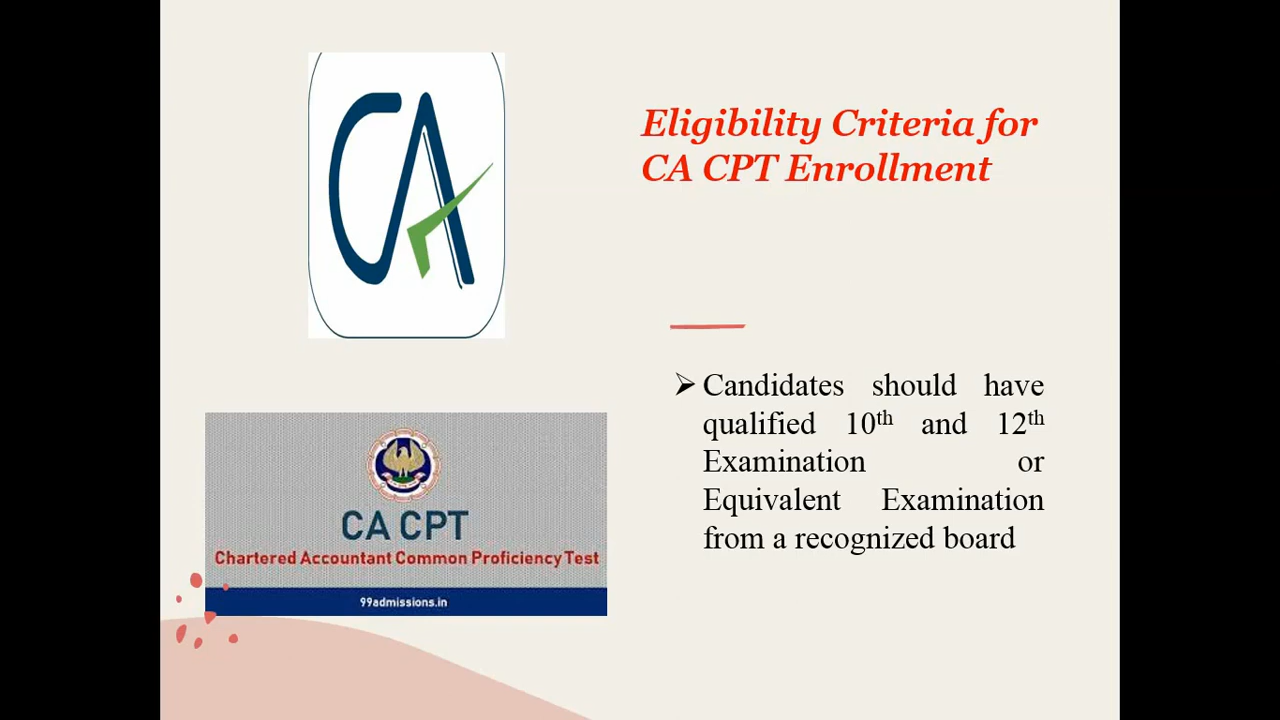 CA
Eligibility Criteria for
CA CPT Enrollment
➢ Candidates should have
qualified 10th and 12th
Examination or
Equivalent Examination
from a recognized board
CA CPT
Chartered Accountant Common Proficiency Test
99admissions.in